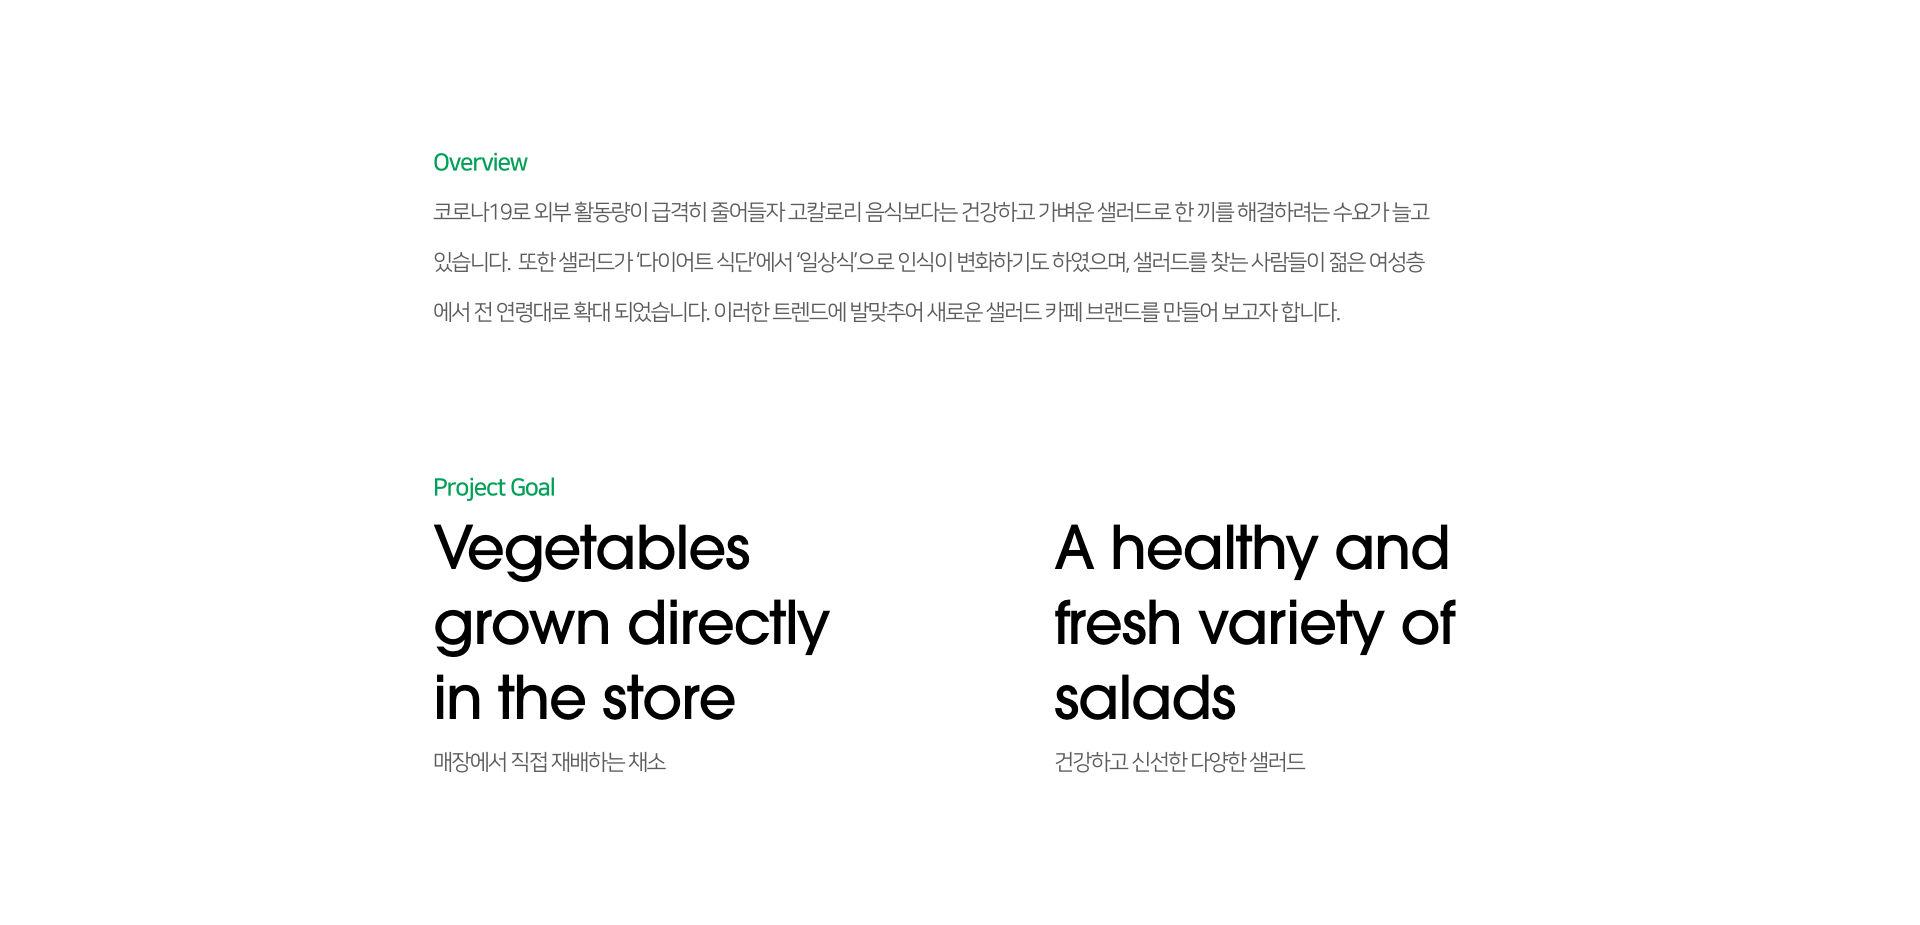 Overview
코로나19로 외부 활동량이 급격히 줄어들자 고칼로리 음식보다는 건강하고 가벼운 샐러드로 한 끼를 해결하려는 수요가 늘고
있습니다. 또한 샐러드가 ‘다이어트 식단’에서 ‘일상식’으로 인식이 변화하기도 하였으며, 샐러드를 찾는 사람들이 젊은 여성층
에서 전 연령대로 확대 되었습니다. 이러한 트렌드에 발맞추어 새로운 샐러드 카페 브랜드를 만들어 보고자 합니다.
Project Goal
Vegetables
grown directly
in the store
매장에서 직접 재배하는 채소
A healthy and
fresh variety of
salads
건강하고 신선한 다양한 샐러드